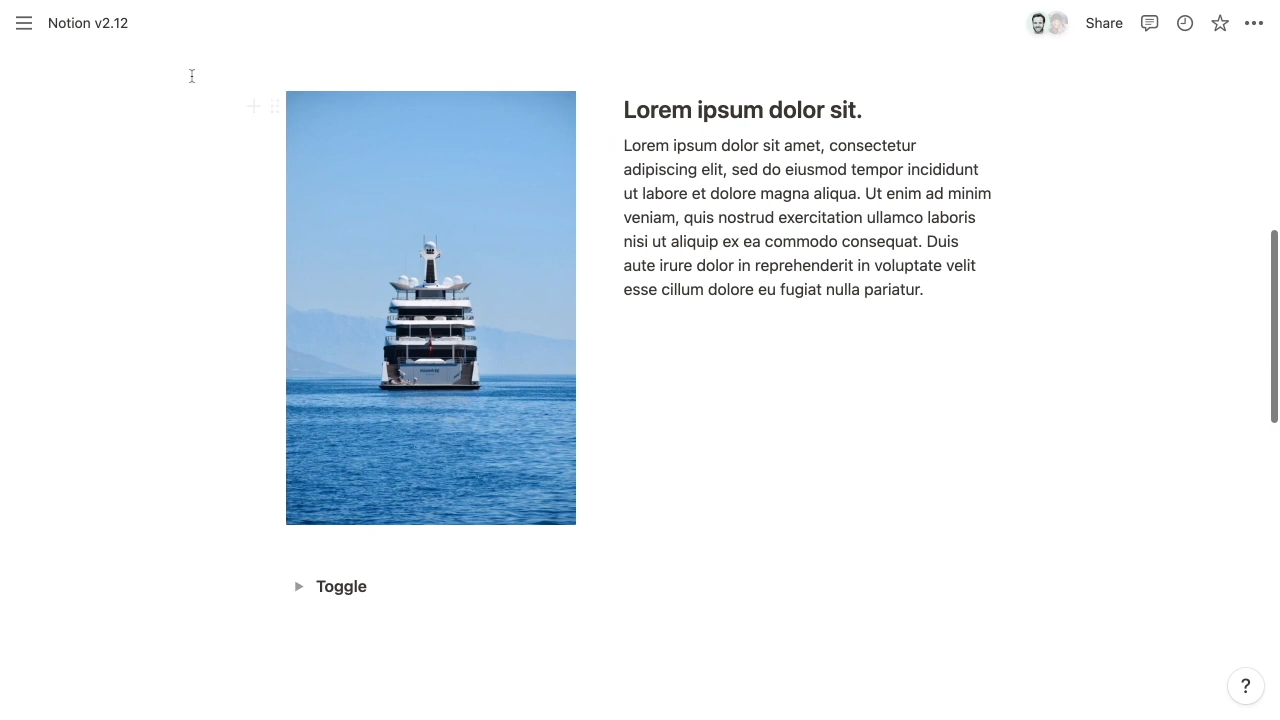 Notion v2.12
Share
Lorem ipsum dolor sit.
Lorem ipsum dolor sit amet, consectetur
adipiscing elit, sed do eiusmod tempor incididunt
ut labore et dolore magna aliqua. Ut enim ad minim
veniam, quis nostrud exercitation ullamco laboris
nisi ut aliquip ex ea commodo consequat. Duis
aute irure dolor in reprehenderit in voluptate velit
esse cillum dolore eu fugiat nulla pariatur.
Toggle
?